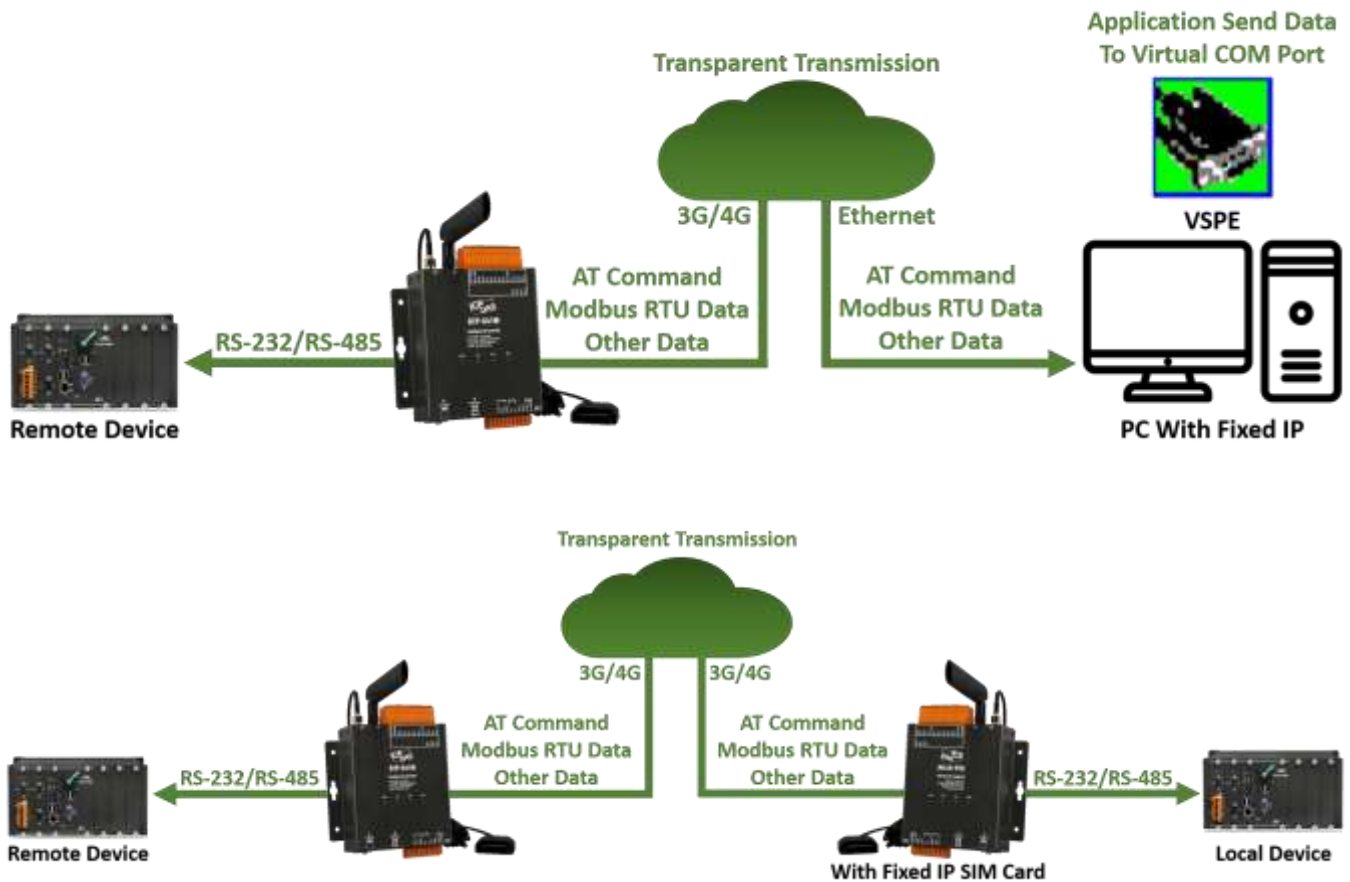 Application Send Data
To Virtual COM Port
Transparent Transmission
VSPE
3G/4G
Ethernet
AT Command
Modbus RTU Data
Other Data
AT Command
Modbus RTU Data
Other Data
RS-232/RS-485
Remote Device
PC With Fixed IP
Transparent Transmission
3G/4G
3G/4G
AT Command
Modbus RTU Data
Other Data
AT Command
Modbus RTU Data
Other Data
RS-232/RS-485
RS-232/RS-485
Remote Device
With Fixed IP SIM Card
Local Device